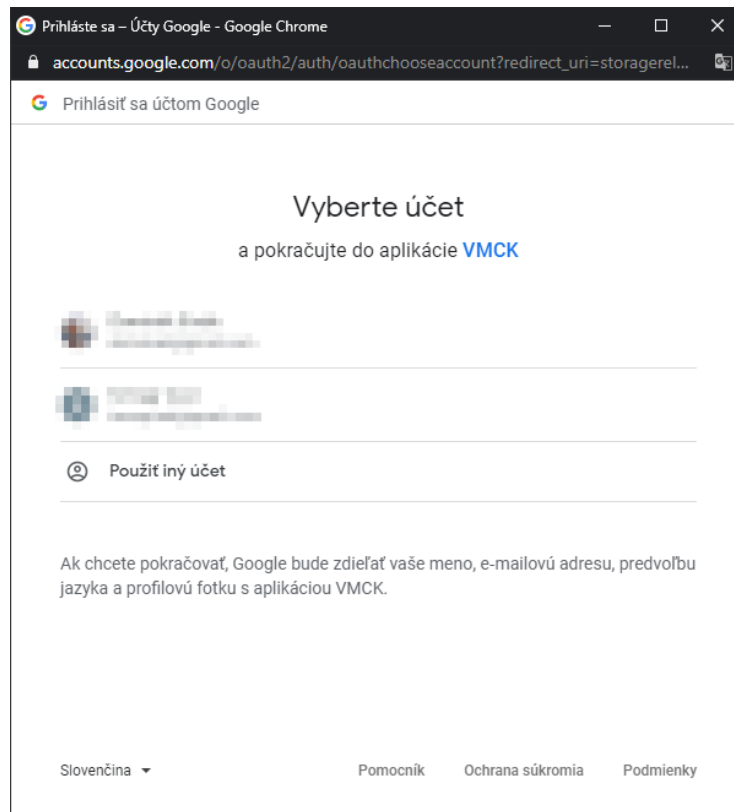 Prihláste sa – Účty Google - Google Chrome
accounts.google.com/o/oauth2/auth/oauthchooseaccount?redirect_uri=storagerel...
Prihlásiť sa účtom Google
Vyberte účet
a pokračujte do aplikácie VMCK
Použiť iný účet
Ak chcete pokračovať, Google bude zdieľať vaše meno, e-mailovú adresu, predvoľbu
jazyka a profilovú fotku s aplikáciou VMCK.
Slovenčina Pomocník Ochrana súkromia Podmienky